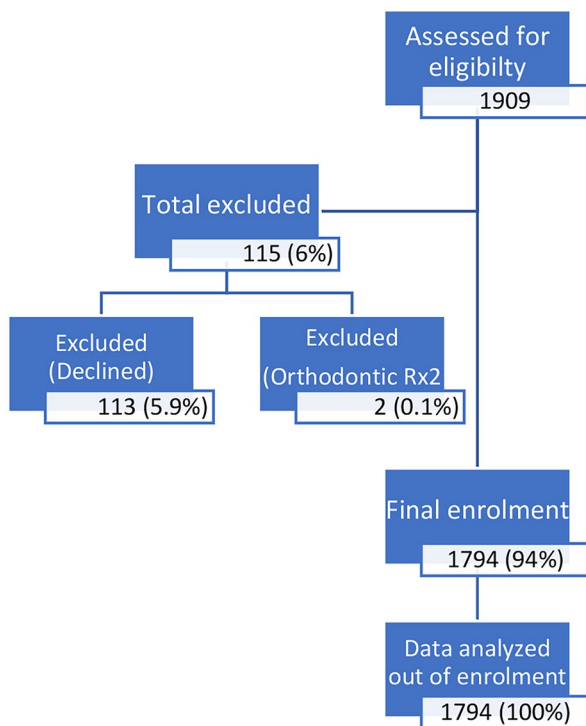 Assessed for
eligibilty
1909
Total excluded
115 (6%)
Excluded
(Declined)
113 (5.9%)
Excluded
(Orthodontic Rx2
2 (0.1%)
Final enrolment
1794 (94%)
Data analyzed
out of enrolment
1794 (100%)